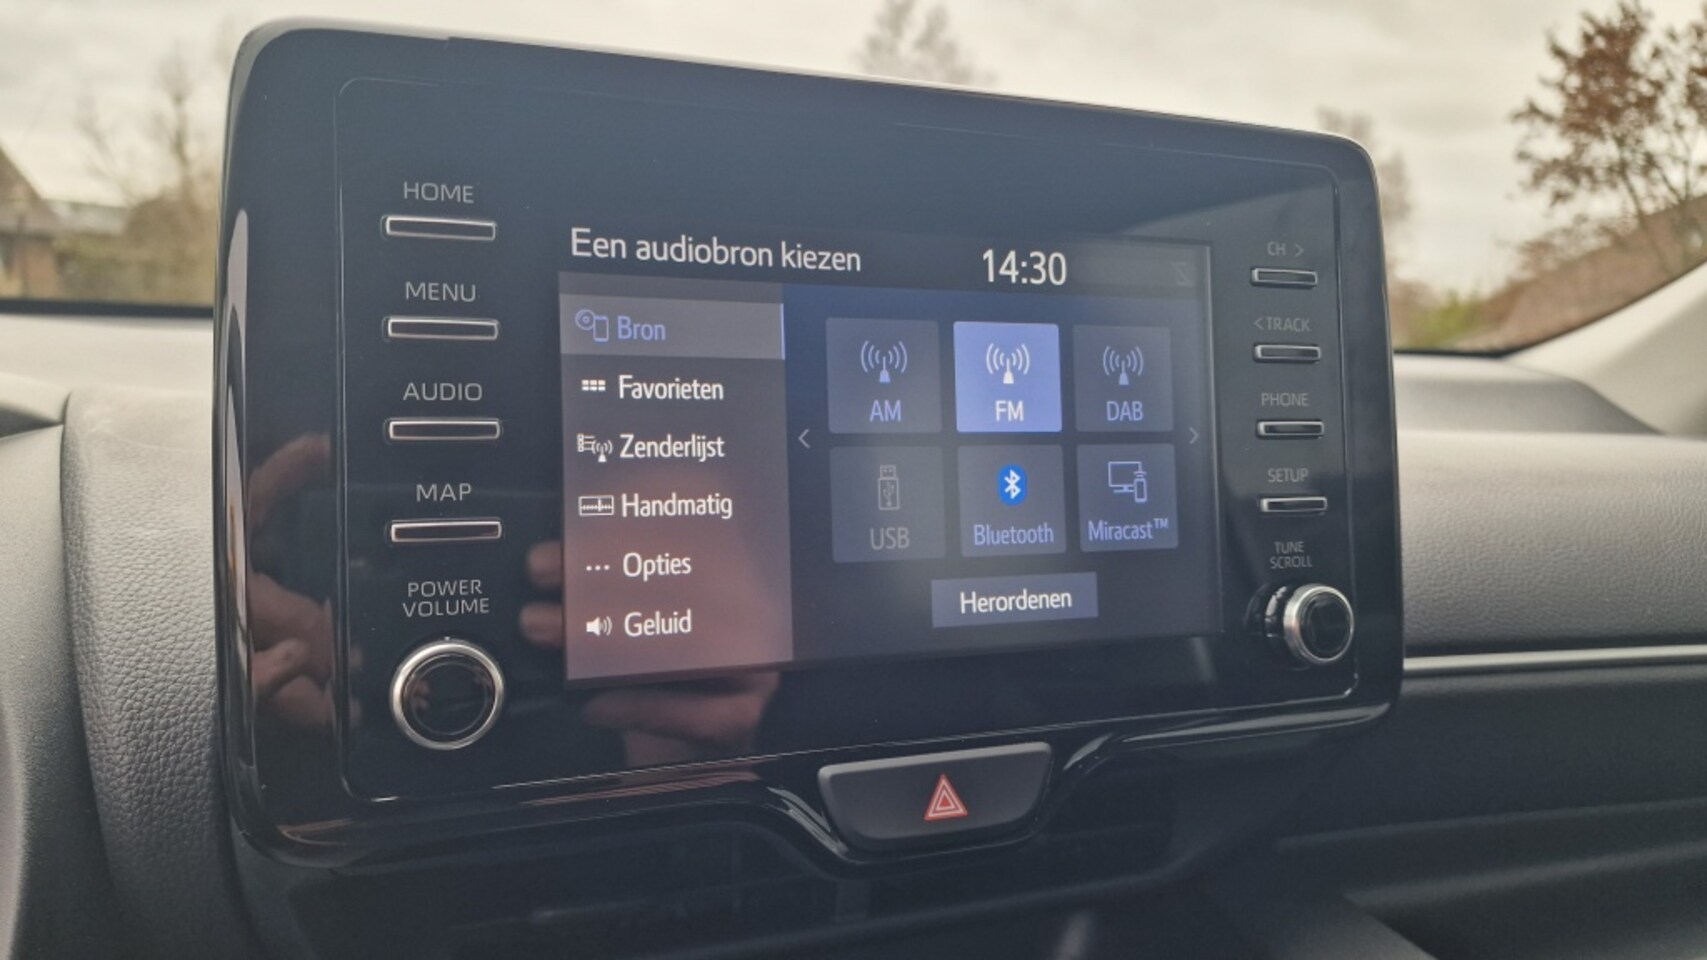 HOME
MENU
AUDIO
MAP
POWER
VOLUME
Een audiobron kiezen
14:30
Bron
Favorieten
Zenderlijst
Handmatig
Opties
Geluid
AM
FM
DAB
USB
Bluetooth
Miracast™
Herordenen
CH >
< TRACK
PHONE
SETUP
TUNE
SCROLL